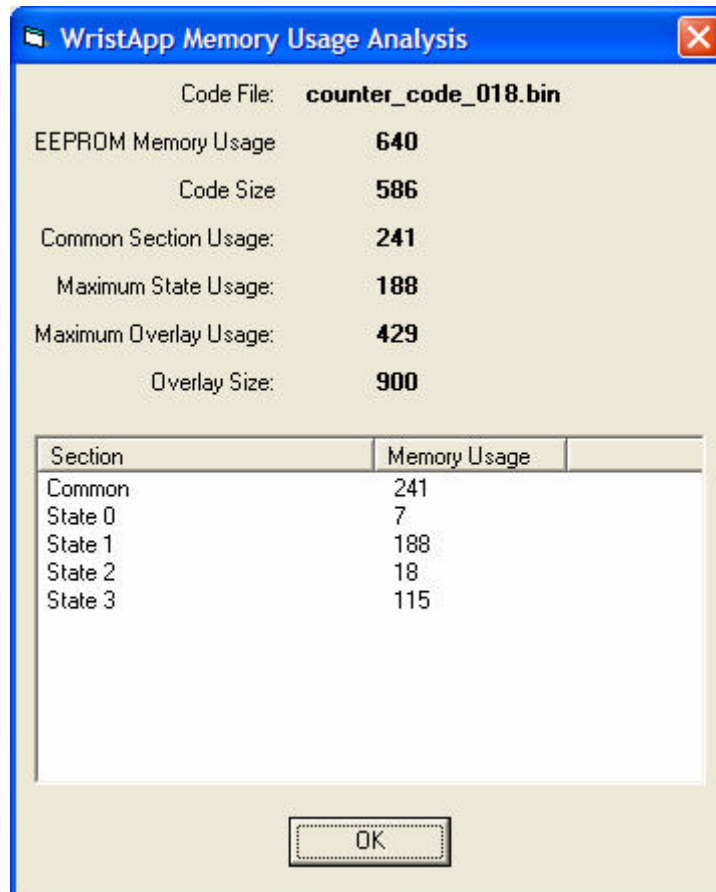 WristApp Memory Usage Analysis
Code File: counter_code_018.bin
EEPROM Memory Usage 640
Code Size 586
Common Section Usage: 241
Maximum State Usage: 188
Maximum Overlay Usage: 429
Overlay Size: 900
Section Memory Usage
Common 241
State 0 7
State 1 188
State 2 18
State 3 115
OK